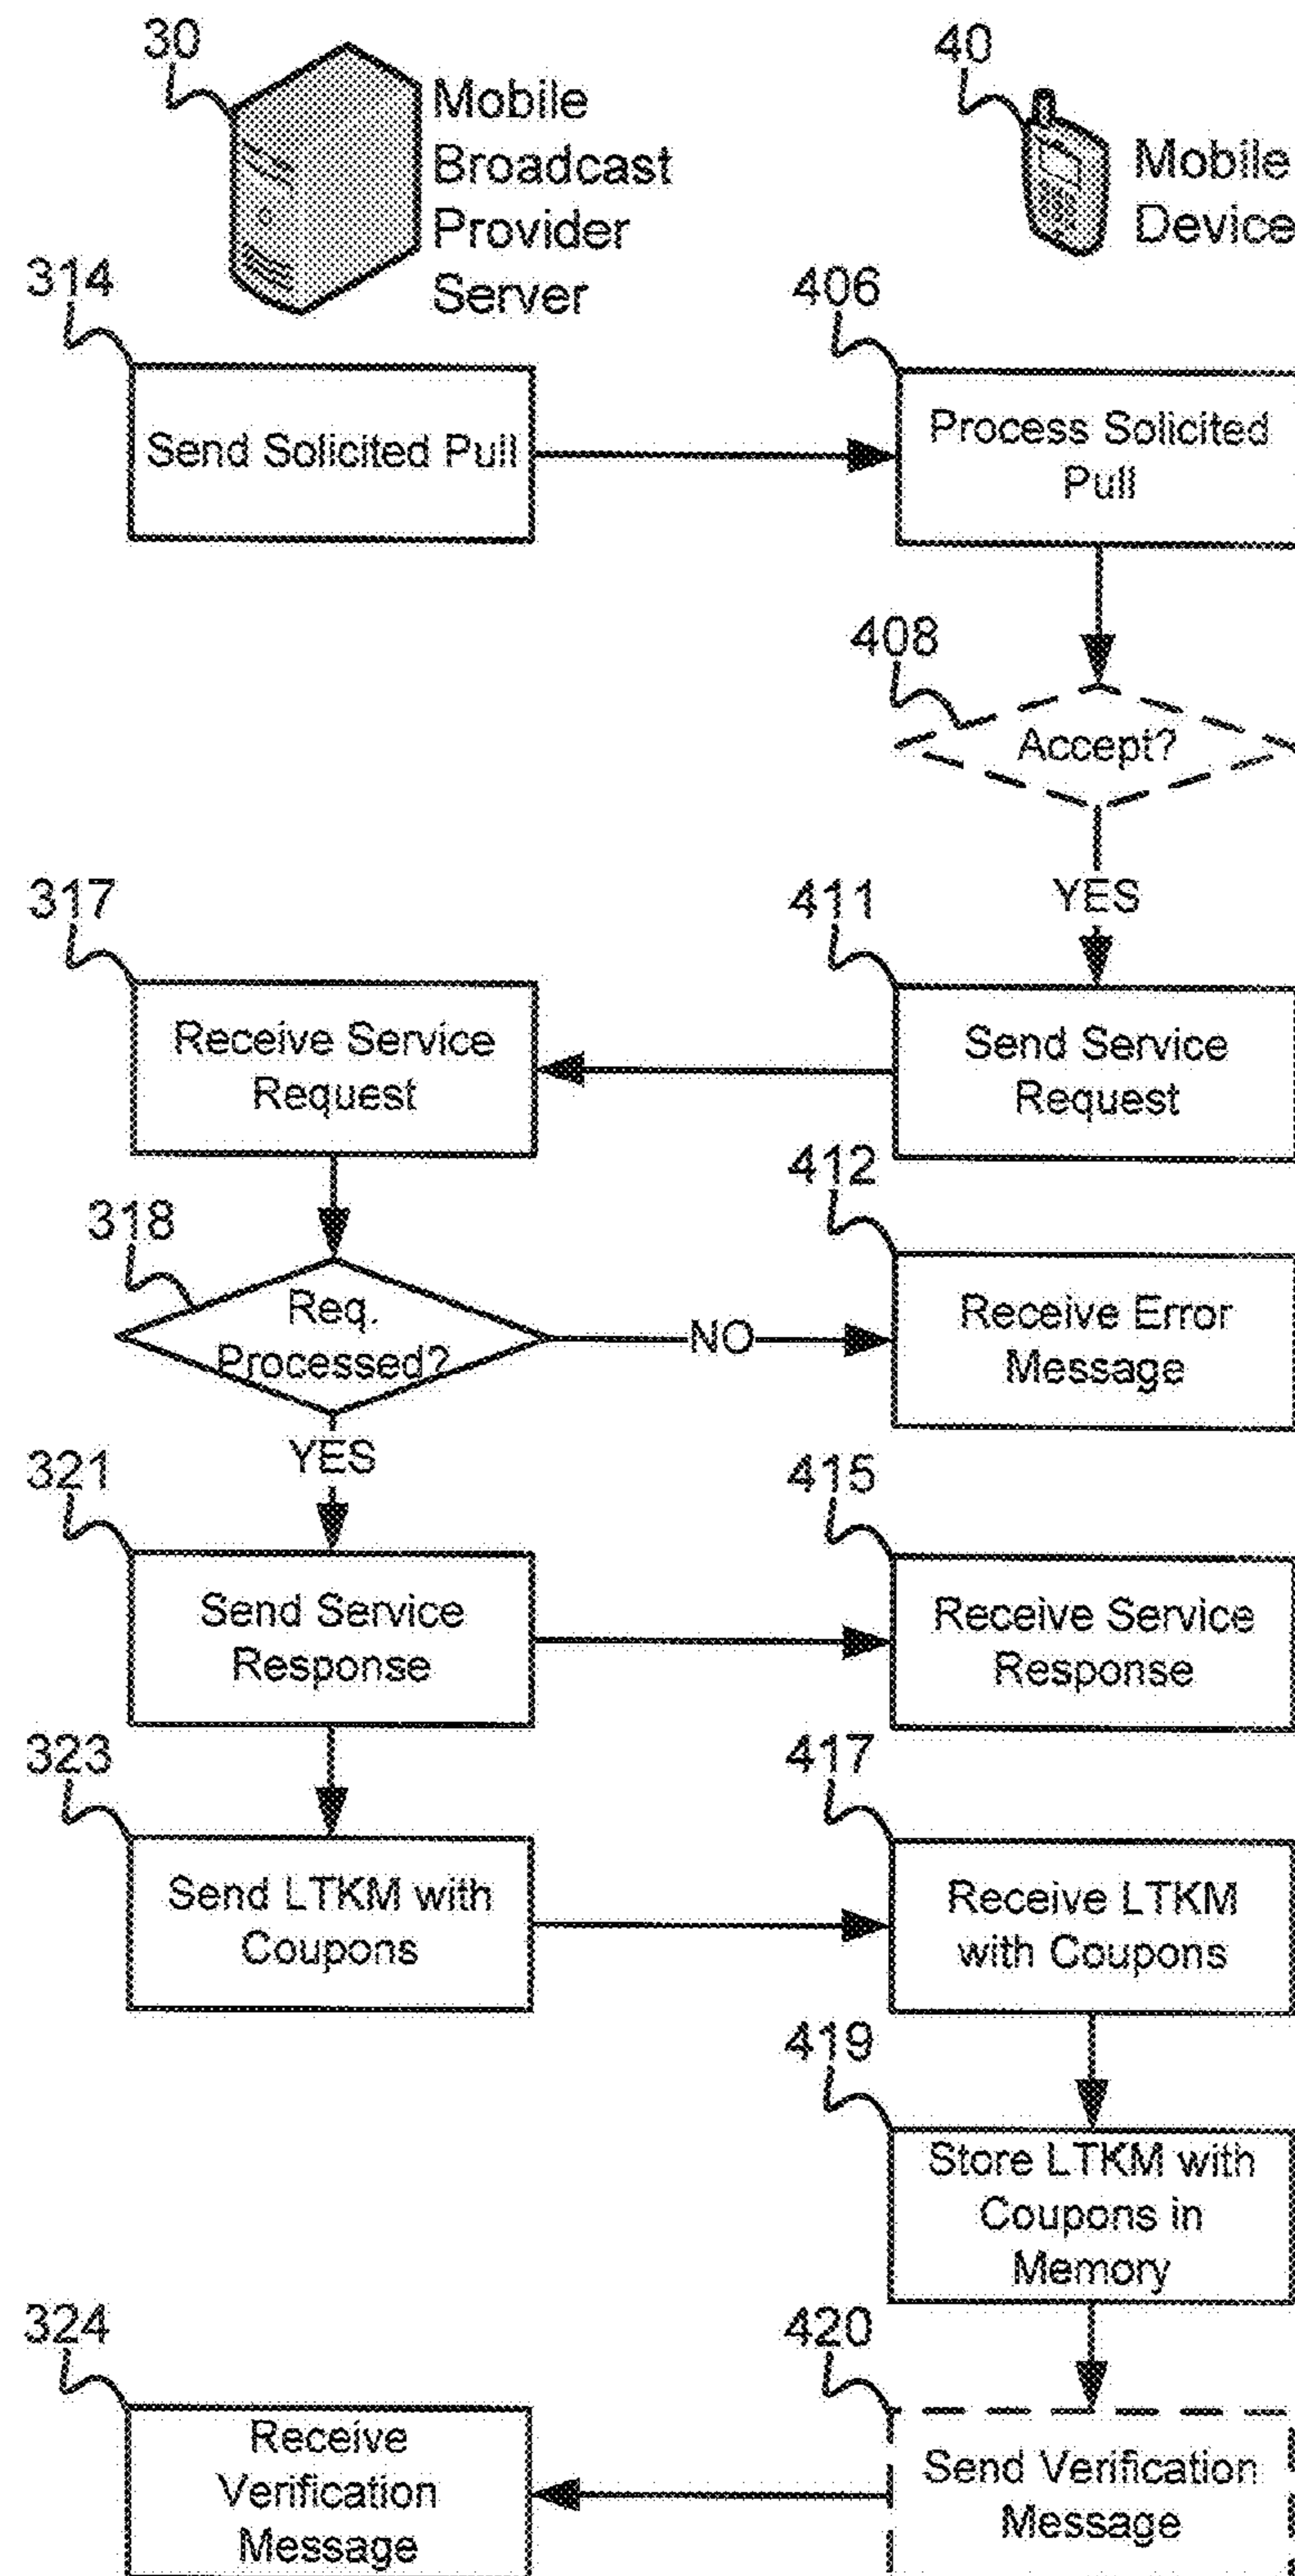 30
Mobile
Broadcast
Provider
Server
40
Mobile
Device
314
Send Solicited Pull
406
Process Solicited
Pull
408
Accept?
YES
317
Receive Service
Request
411
Send Service
Request
318
Req.
Processed?
NO
412
Receive Error
Message
YES
321
Send Service
Response
415
Receive Service
Response
323
Send LTKM with
Coupons
417
Receive LTKM
with Coupons
419
Store LTKM with
Coupons in
Memory
324
Receive
Verification
Message
420
Send Verification
Message